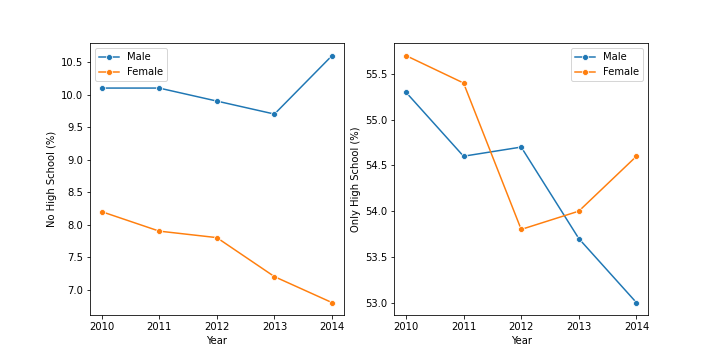 No High School (%)
10.5
10.0
9.5
9.0
8.5
8.0
7.5
7.0
Male
Female
2010 2011 2012 2013 2014
Year
Only High School (%)
55.5
55.0
54.5
54.0
53.5
53.0
Male
Female
2010 2011 2012 2013 2014
Year